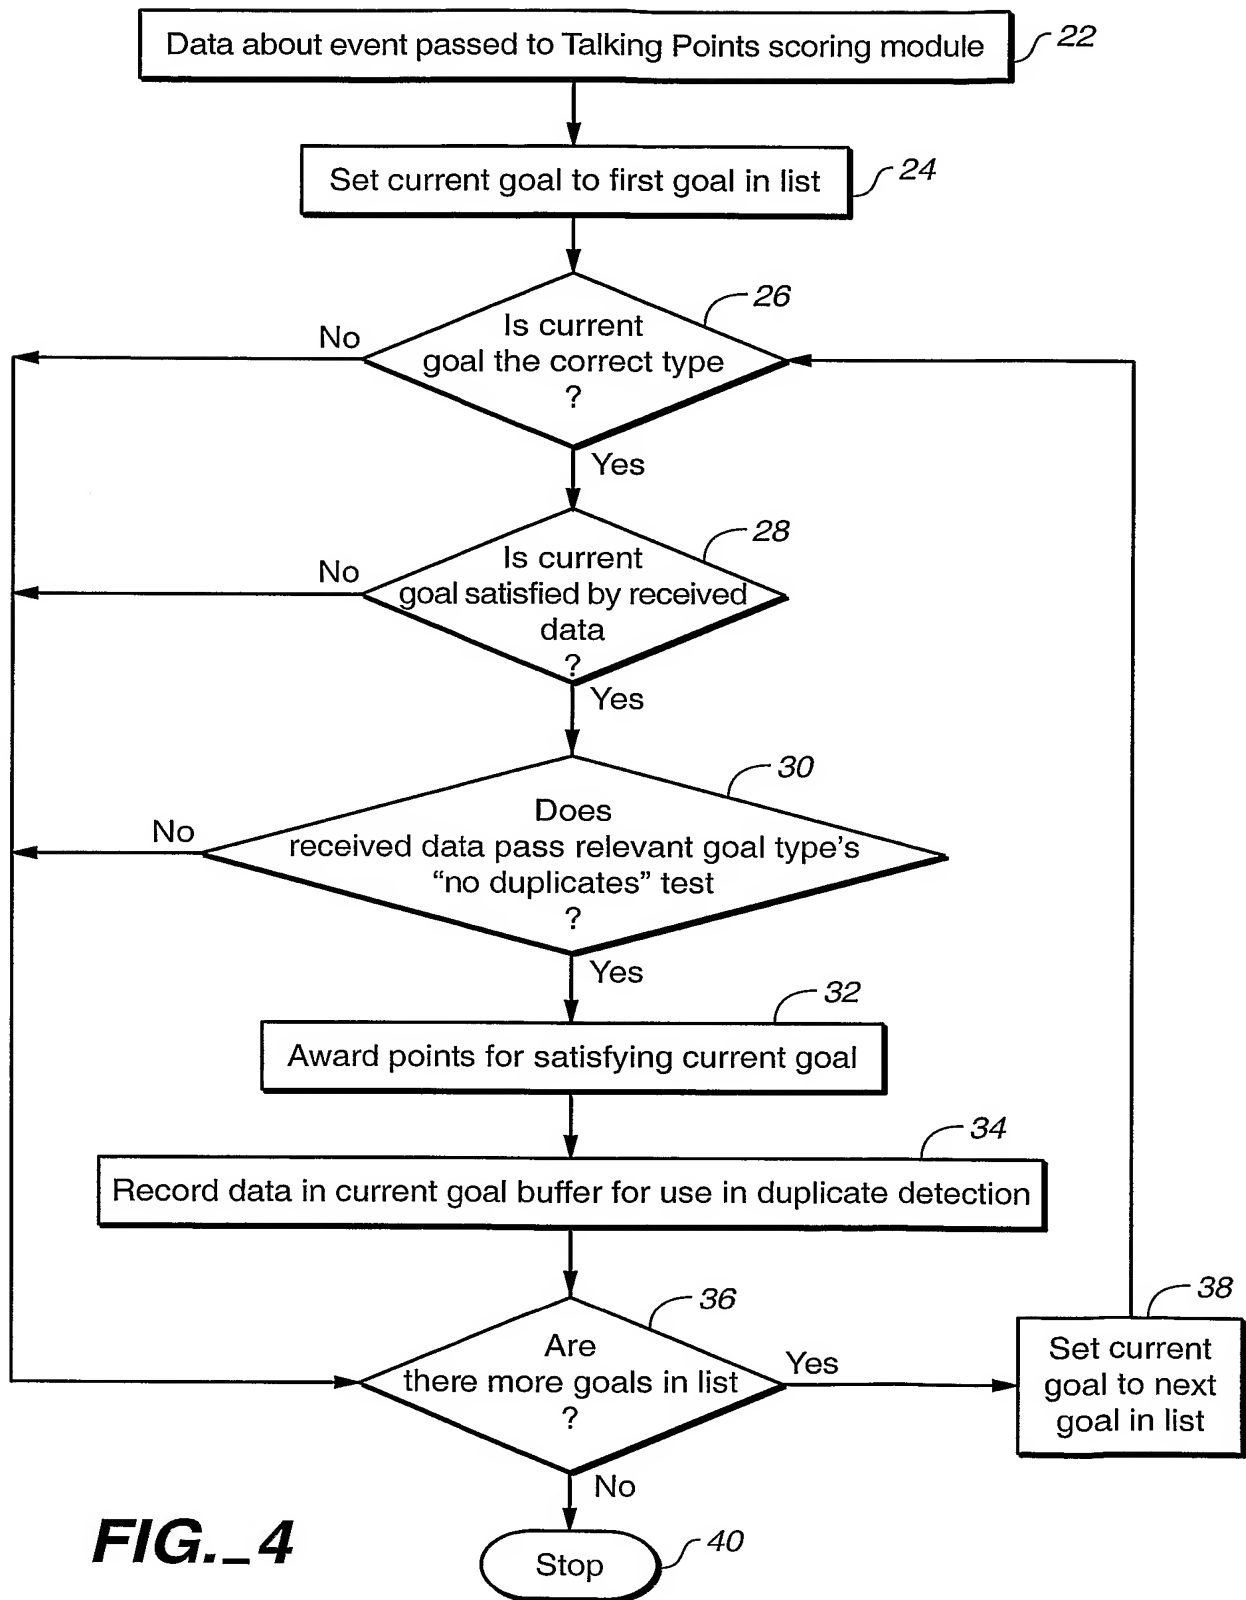 Data about event passed to Talking Points scoring module
22
Set current goal to first goal in list
24
26
Is current
goal the correct type
?
No
Yes
28
Is current
goal satisfied by received
data
?
No
Yes
30
Does
received data pass relevant goal type's
“no duplicates” test
?
No
Yes
32
Award points for satisfying current goal
34
Record data in current goal buffer for use in duplicate detection
36
Are
there more goals in list
?
Yes
38
Set current
goal to next
goal in list
No
Stop
40
FIG._4